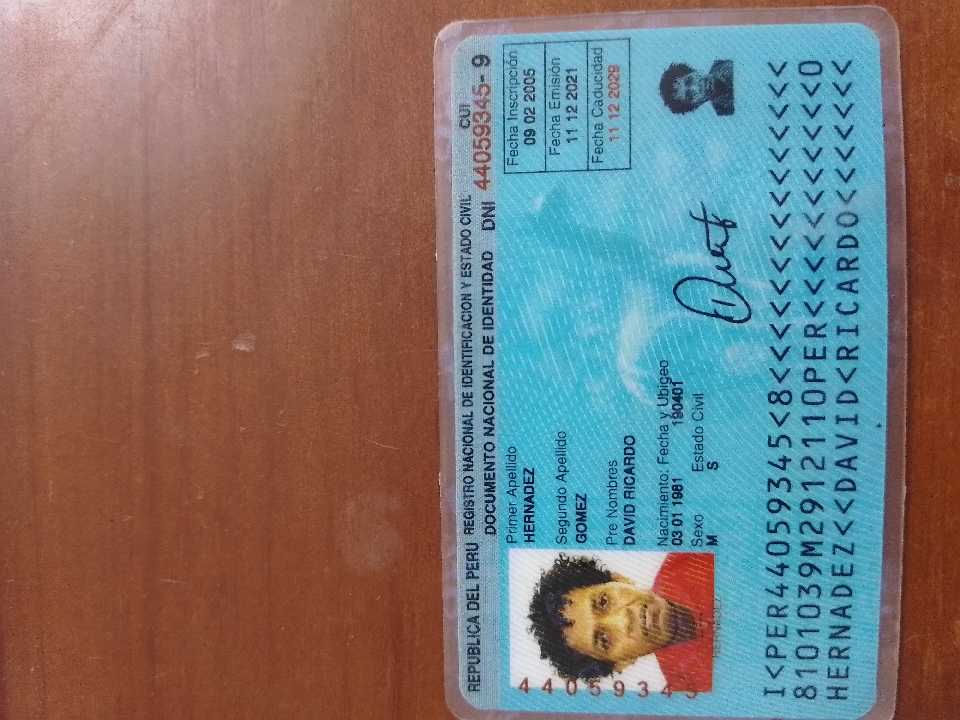 REPUBLICA DEL PERU REGISTRO NACIONAL DE IDENTIFICACION Y ESTADO CIVIL CUI
DOCUMENTO NACIONAL DE IDENTIDAD DNI 44059345-9
Primer Apellido
HERNADEZ
Segundo Apellido
GOMEZ
Pre Nombres
DAVID RICARDO
Nacimiento: Fecha y Ubigeo
03 01 1981 190401
Sexo Estado Civil
M S
Fecha Inscripción
09 02 2005
Fecha Emisión
11 12 2021
Fecha Caducidad
11 12 2029
44059345
I<PER44059345<8<<<<<<<<<<<<<<<
8101039M2912110PER<<<<<<<<<<<0
HERNADEZ<<DAVID<RICARDO<<<<<<<